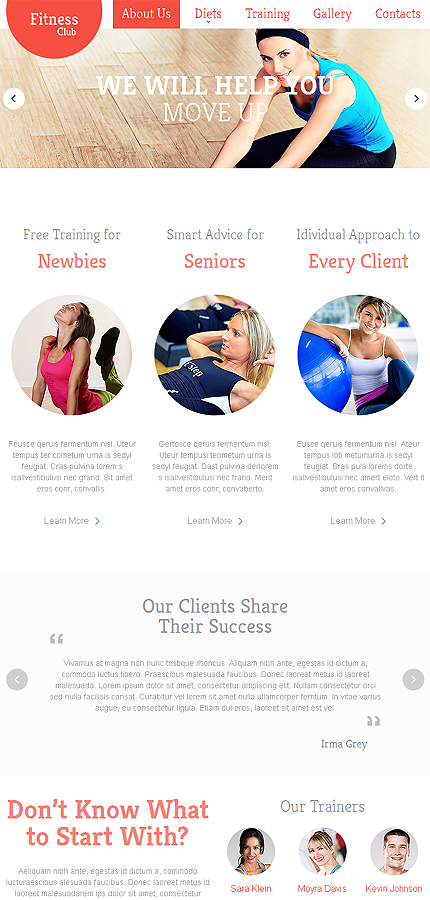 Fitness
Club
About Us
Diets
Training
Gallery
Contacts
WE WILL HELP YOU
MOVE UP
Free Training for
Newbies
Smart Advice for
Seniors
Idividual Approach to
Every Client
Feusce qeruis fermentum nisl. Uteur
tempus ter cometum urna is sedyl
feugiat. Cras pulvina lorem s
isallvestibulusi nec grand. Sit amet
eros conr, convallis.
Gertosce qeruis fermentum nisl.
Uteur tempusi teometum urna is
sedyl feugiat. Dast pulvina derlorem
s isallvestibulusi nec frano. Merit
amet eros conr, convaberto.
Eusce qeruis fermentum nisl. Ateur
tempus loti meturnurna is sedyl
feugiat. Bras pula lorems dorte
isallvestibulusi nec ament eloto. Vert it
amet eros convallvas.
Learn More
Learn More
Learn More
Our Clients Share
Their Success
Vivamus at magna non nunc tristique rhoncus. Aliquam nibh ante, egestas id dictum a,
commodo luctus libero. Praescibus malesuada faucibus. Donec laoreet metus id laoreet
malesuada. Lorem ipsum dolor sit amet, consectetur adipiscing elit. Nullam consectetur orci
sed nulla facilisis consat. Curabitur vel lorem sit amet nulla ullamcorper fermtum. In vitae varius
augue, eu consectetur ligula. Etiam dui eros, laoreet sit amet est vel.
Irma Grey
Don't Know What
to Start With?
Aeliquam nibh ante, egestas id dictum a, commodo
lucturaescibus alesuada faucibus. Donec laoreet metus id
laoreet malesuadarem ips dolor sit amet, consectetur
Our Trainers
Sara Klein
Moyra Davis
Kevin Johnson